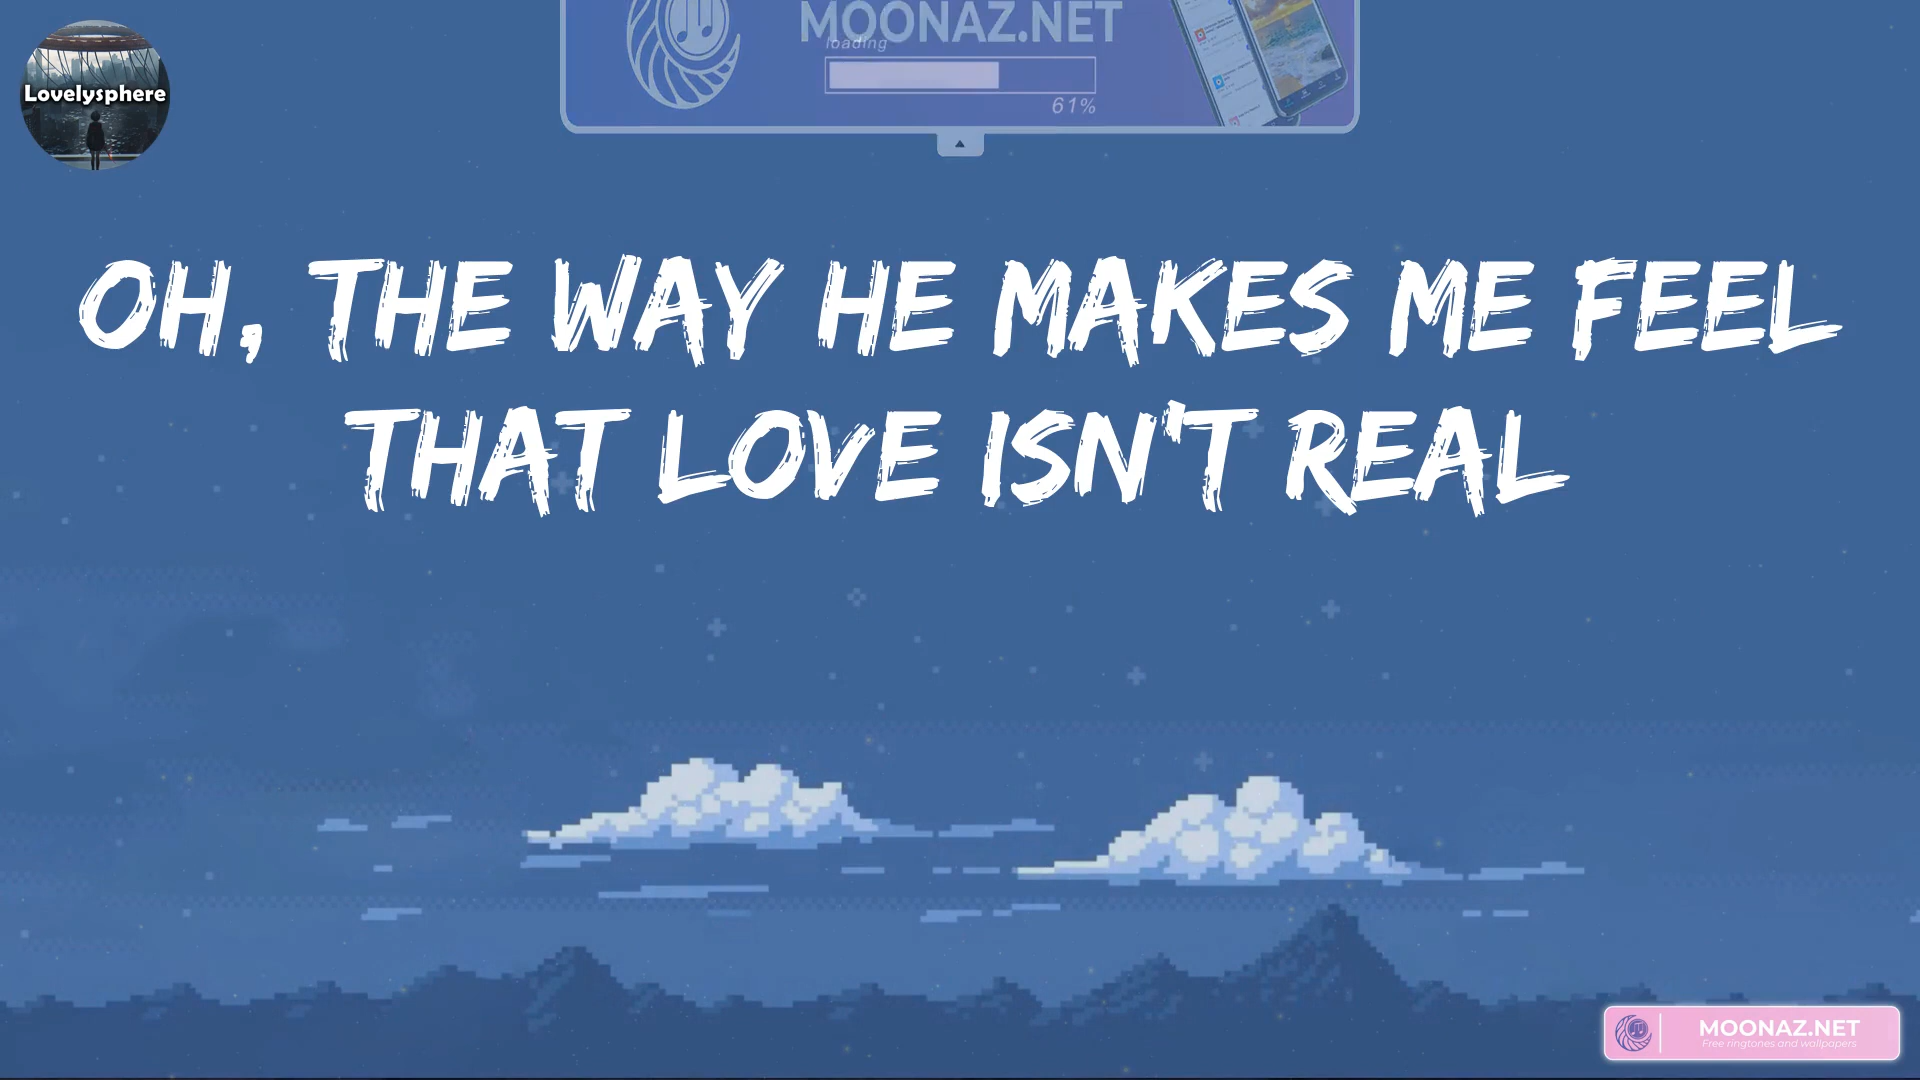 MOONAZ.NET
loading
61%
Lovelysphere
OH, THE WAY HE MAKES ME FEEL
THAT LOVE ISN'T REAL
MOONAZ.NET
Free ringtones and wallpapers